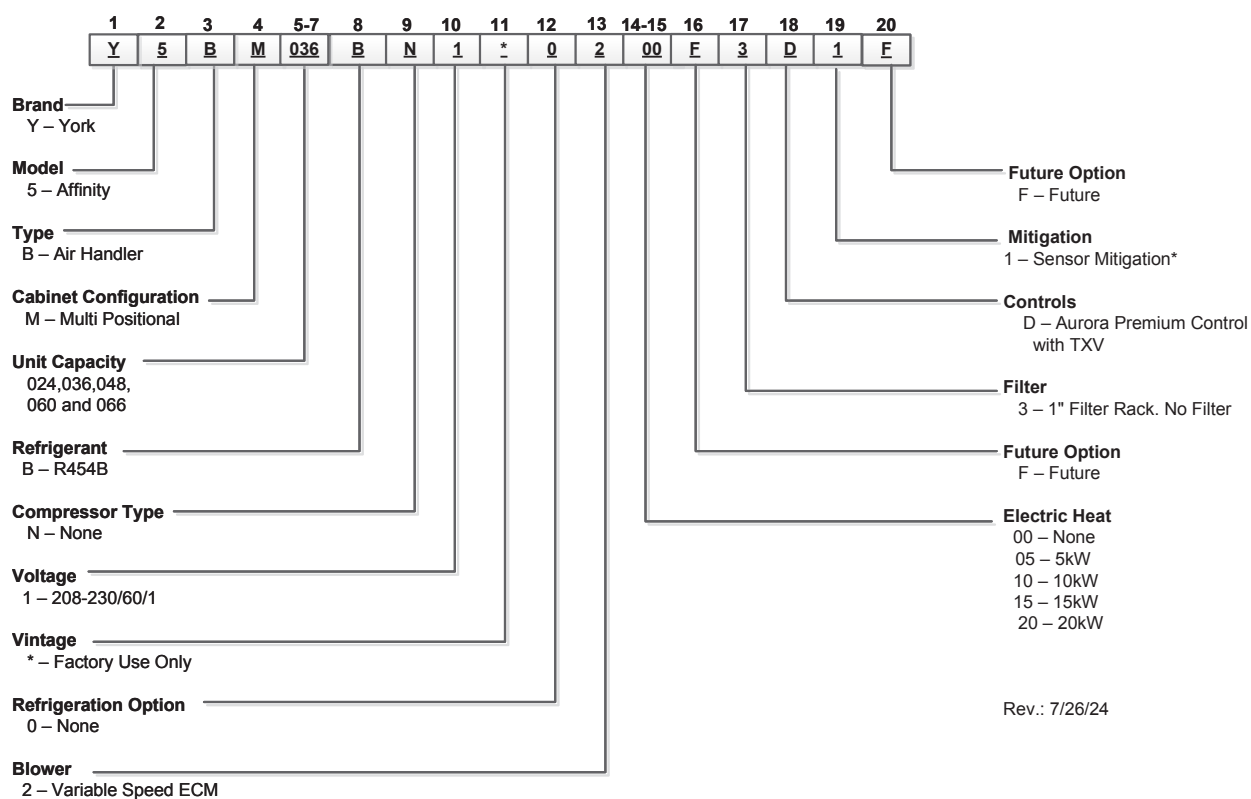 1 2 3 4 5-7 8 9 10 11 12 13 14-15 16 17 18 19 20
Y 5 B M 036 B N 1 * 0 2 00 F 3 D 1 F
Brand
Y – York
Model
5 – Affinity
Type
B – Air Handler
Cabinet Configuration
M – Multi Positional
Unit Capacity
024,036,048,
060 and 066
Refrigerant
B – R454B
Compressor Type
N – None
Voltage
1 – 208-230/60/1
Vintage
* – Factory Use Only
Refrigeration Option
0 – None
Blower
2 – Variable Speed ECM
Future Option
F – Future
Mitigation
1 – Sensor Mitigation*
Controls
D – Aurora Premium Control
with TXV
Filter
3 – 1" Filter Rack. No Filter
Future Option
F – Future
Electric Heat
00 – None
05 – 5kW
10 – 10kW
15 – 15kW
20 – 20kW
Rev.: 7/26/24